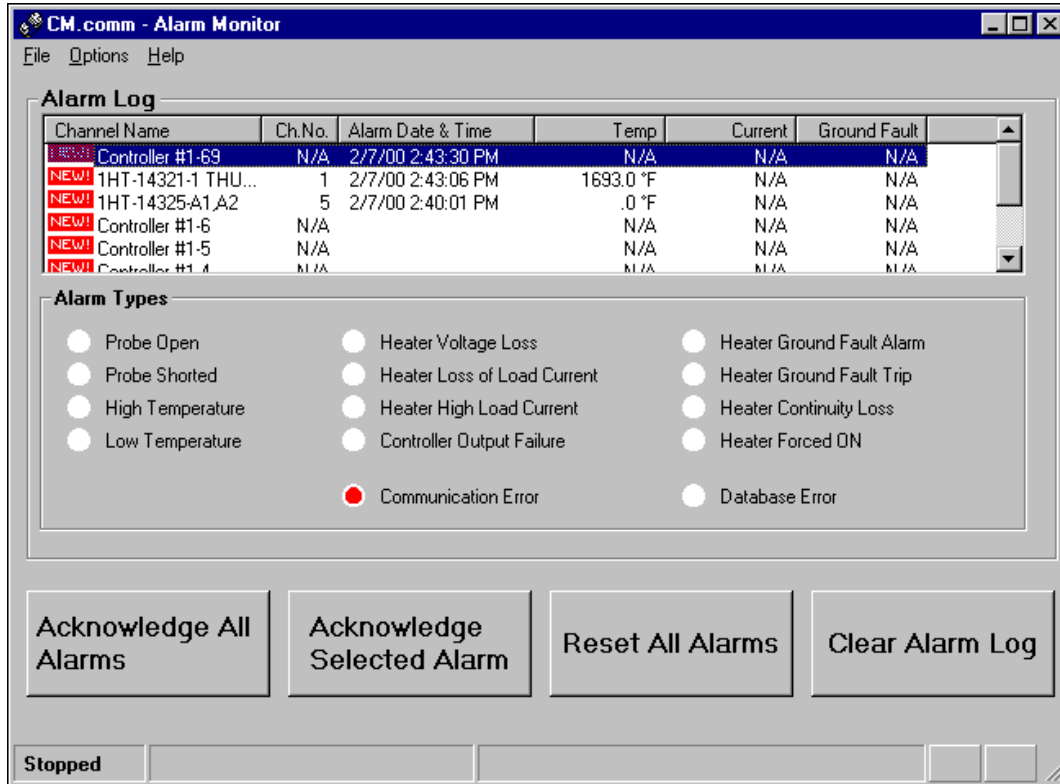 CM.comm - Alarm Monitor
File Options Help
Alarm Log
Channel Name Ch.No. Alarm Date & Time Temp Current Ground Fault
NEW! Controller #1-69 N/A 2/7/00 2:43:30 PM N/A N/A N/A
NEW! 1HT-14321-1 THU... 1 2/7/00 2:43:06 PM 1693.0 °F N/A N/A
NEW! 1HT-14325-A1,A2 5 2/7/00 2:40:01 PM .0 °F N/A N/A
NEW! Controller #1-6 N/A N/A N/A N/A
NEW! Controller #1-5 N/A N/A N/A N/A
NEW! Controller #1-4 N/A N/A N/A N/A
Alarm Types
Probe Open Heater Voltage Loss Heater Ground Fault Alarm
Probe Shorted Heater Loss of Load Current Heater Ground Fault Trip
High Temperature Heater High Load Current Heater Continuity Loss
Low Temperature Controller Output Failure Heater Forced ON
Communication Error Database Error
Acknowledge All
Alarms
Acknowledge
Selected Alarm
Reset All Alarms
Clear Alarm Log
Stopped